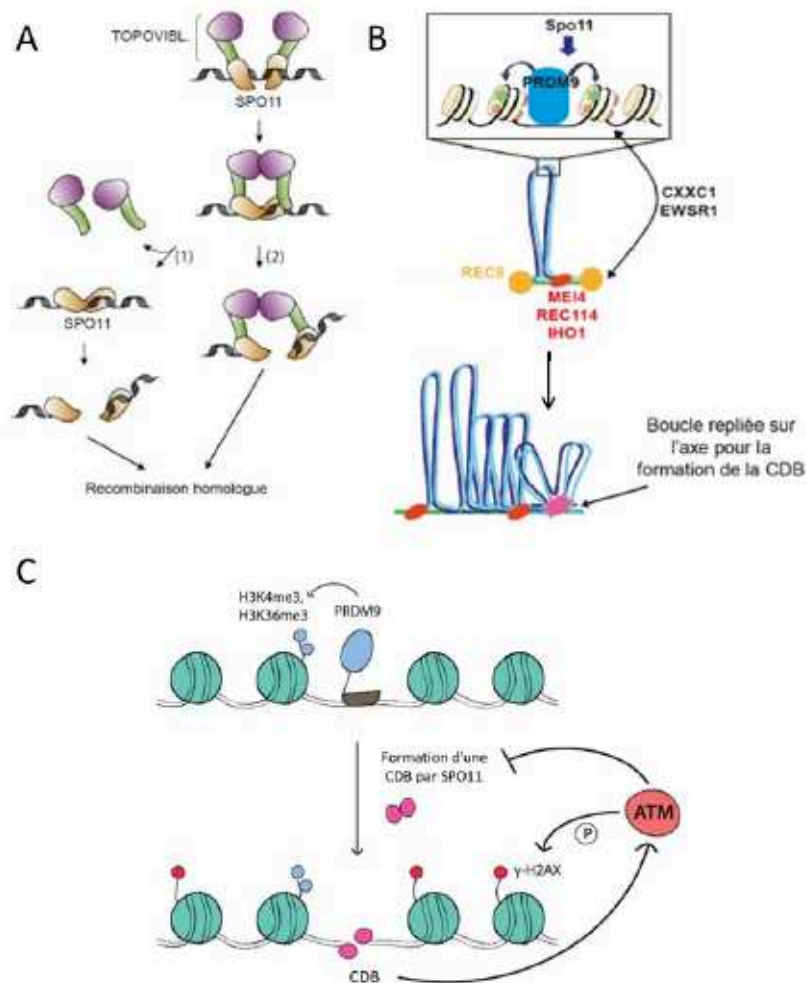 A
TOPOVIBL
SPO11
(1)
(2)
SPO11
Recombinaison homologue
B
Spo11
PRDM9
CXXC1
EWSR1
REC8
MEI4
REC114
IHO1
Boucle repliée sur
l'axe pour la
formation de la CDB
C
H3K4me3,
H3K36me3
PRDM9
Formation d'une
CDB par SPO11
ATM
P
γ-H2AX
CDB